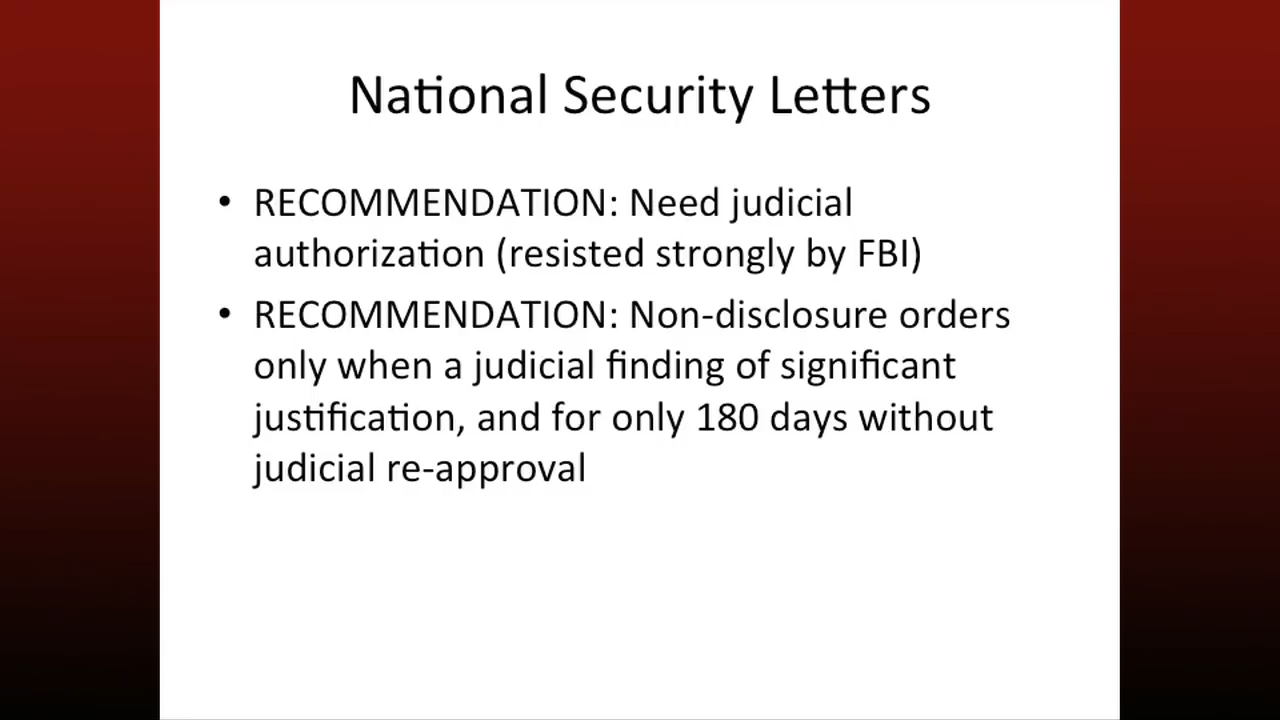 National Security Letters
• RECOMMENDATION: Need judicial
authorization (resisted strongly by FBI)
• RECOMMENDATION: Non-disclosure orders
only when a judicial finding of significant
justification, and for only 180 days without
judicial re-approval